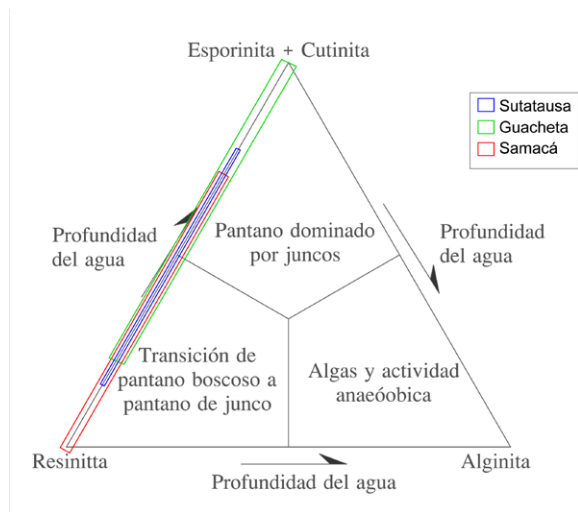 Esporinita + Cutinita
Sutatausa
Guacheta
Samacá
Profundidad
del agua
Pantano dominado
por juncos
Profundidad
del agua
Transición de
pantano boscoso a
pantano de junco
Algas y actividad
anaeóobica
Resinitta
Alginita
Profundidad del agua